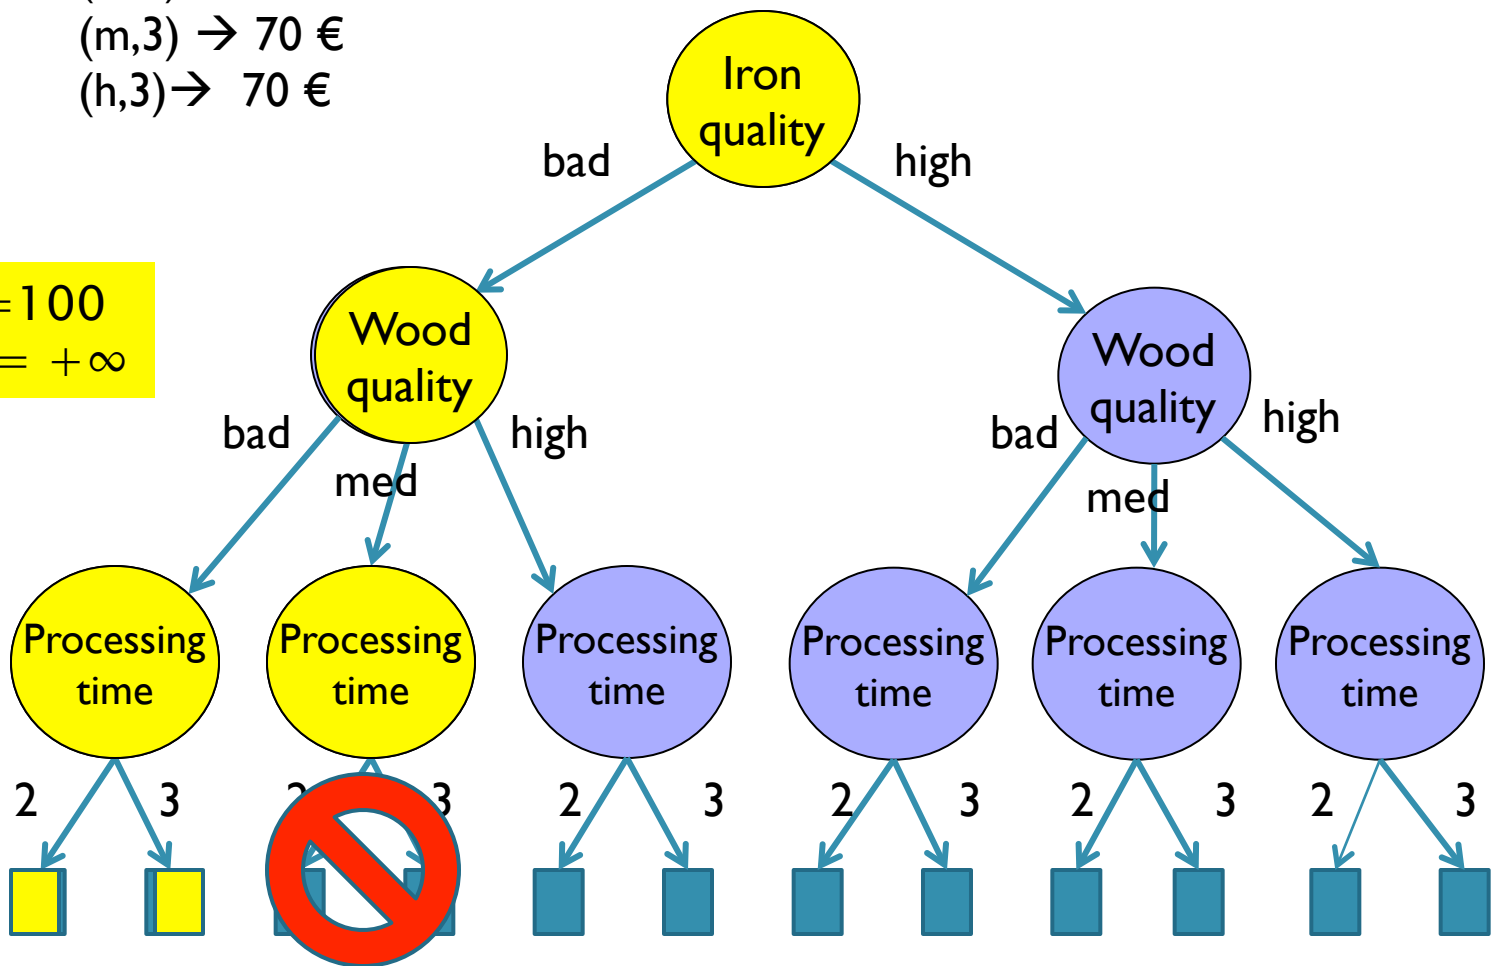 (m,3) → 70 €
(h,3)→ 70 €
Iron
quality
bad
high
=100
= +∞
Wood
quality
Wood
quality
bad
med
high
bad
med
high
Processing
time
Processing
time
Processing
time
Processing
time
Processing
time
Processing
time
2
3
2
3
2
3
2
3
2
3
2
3